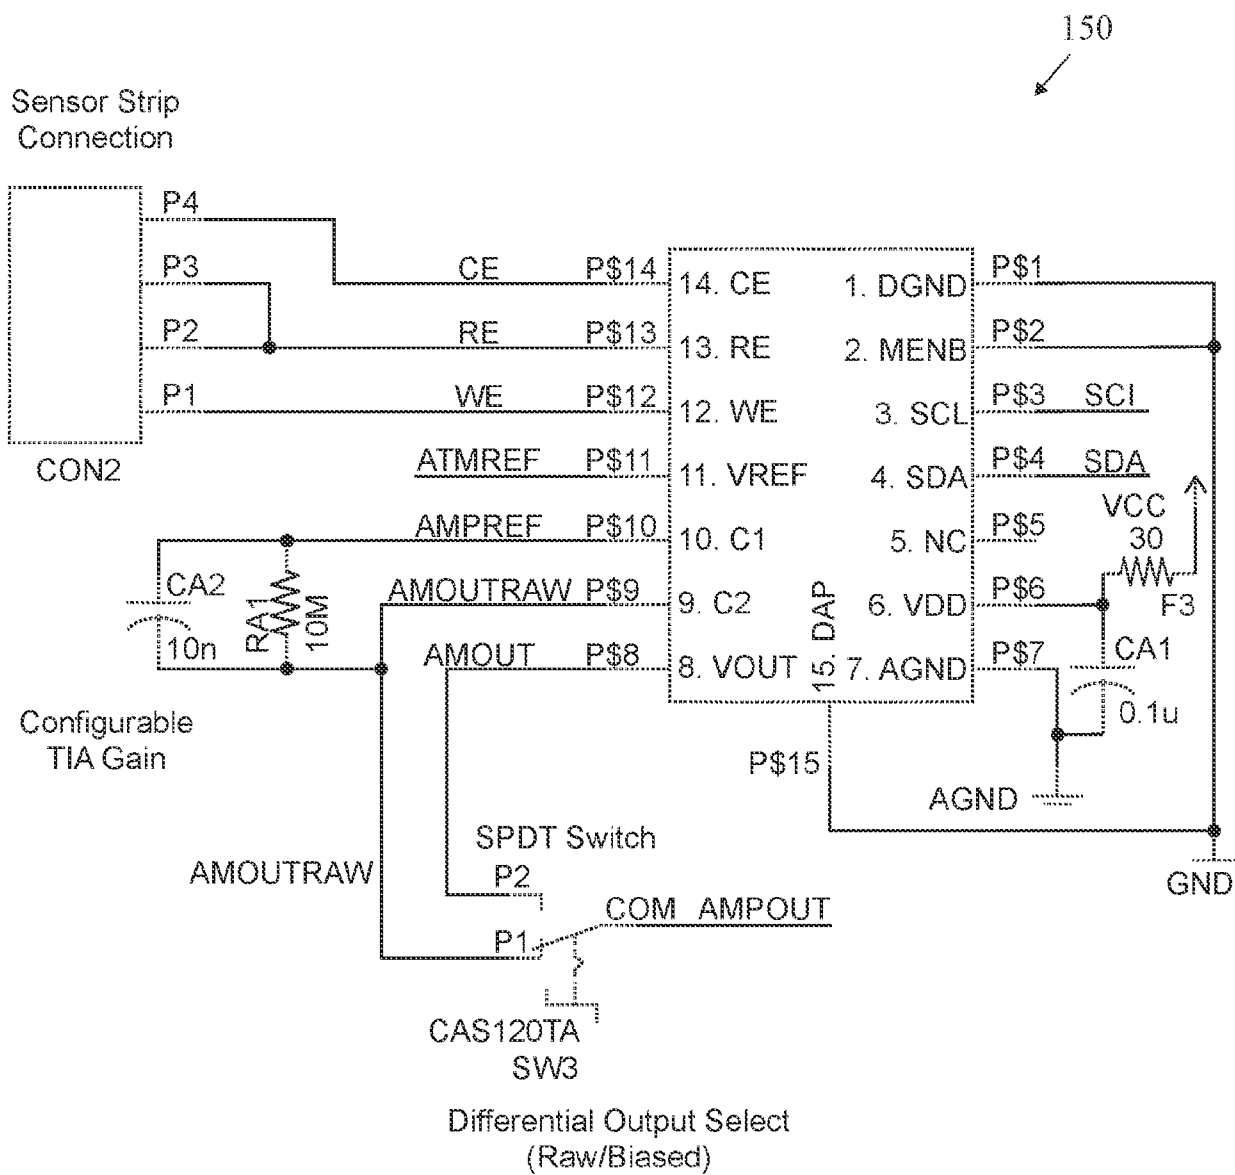 150
Sensor Strip
Connection
P4
P3
P2
P1
CON2
CE P$14
RE P$13
WE P$12
ATMREF P$11
AMPREF P$10
AMOUTRAW P$9
AMOUT P$8
14. CE
13. RE
12. WE
11. VREF
10. C1
9. C2
8. VOUT
15. DAP
1. DGND
2. MENB
3. SCL
4. SDA
5. NC
6. VDD
7. AGND
P$1
P$2
P$3 SCI
P$4 SDA
P$5
P$6
P$7
VCC
30
F3
CA1
0.1u
AGND
GND
P$15
CA2
10n
RA1
10M
Configurable
TIA Gain
AMOUTRAW
SPDT Switch
P2
P1
COM AMPOUT
CAS120TA
SW3
Differential Output Select
(Raw/Biased)